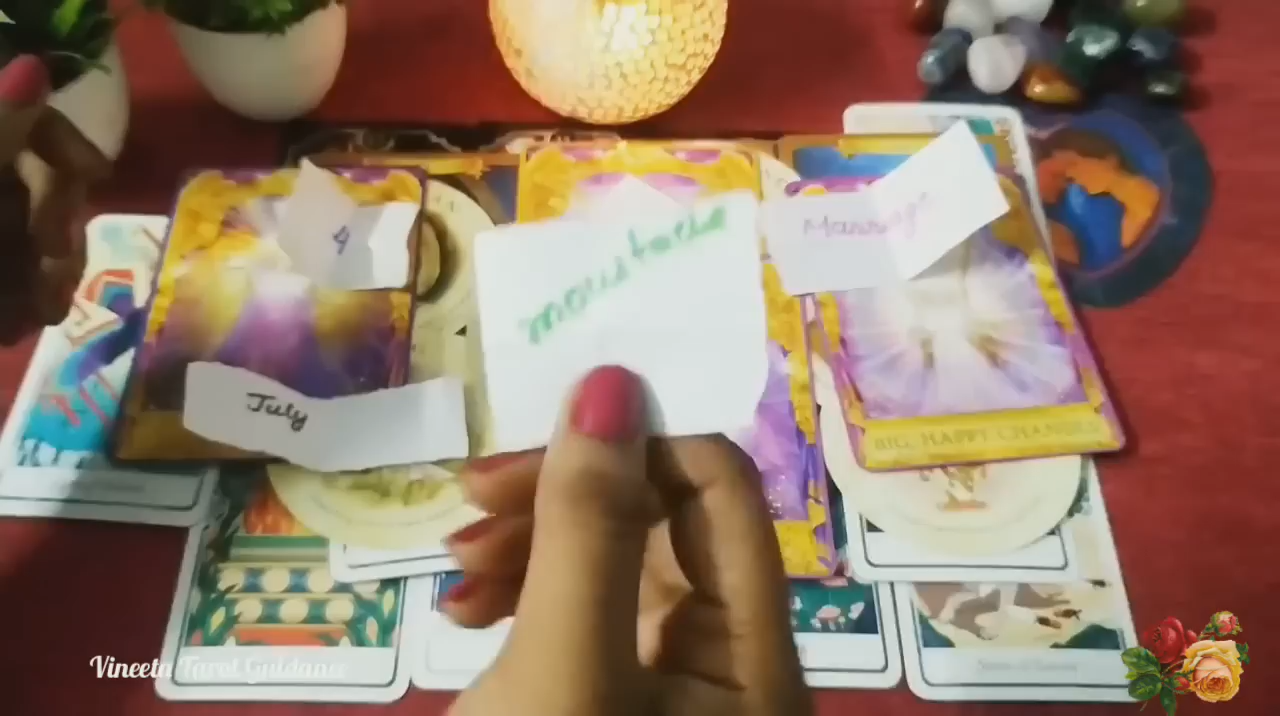 4
moustache
Marriage
July
BIG HAPPY CHANGES
Vineeta Tarot Guidance